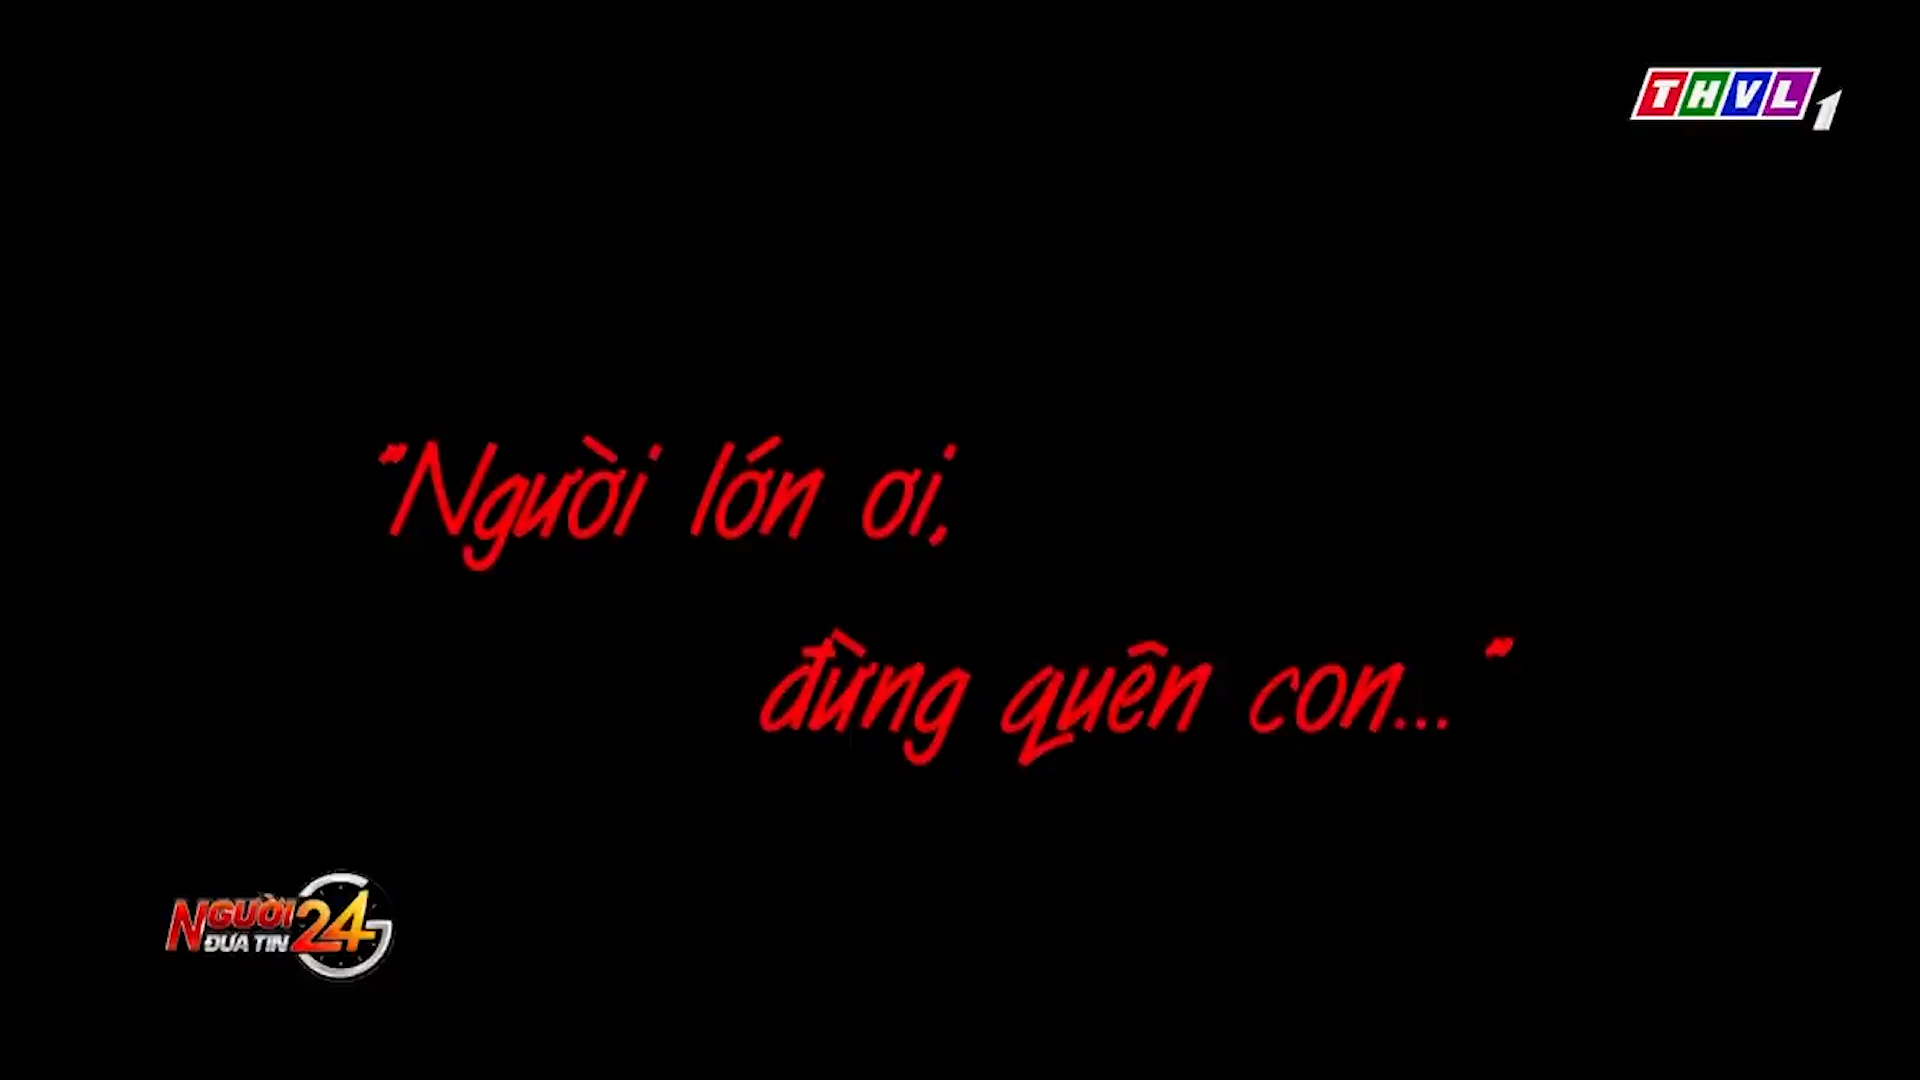 THVL1
"Người lớn ơi,
đừng quên con..."
NGƯỜI
ĐƯA TIN 24G